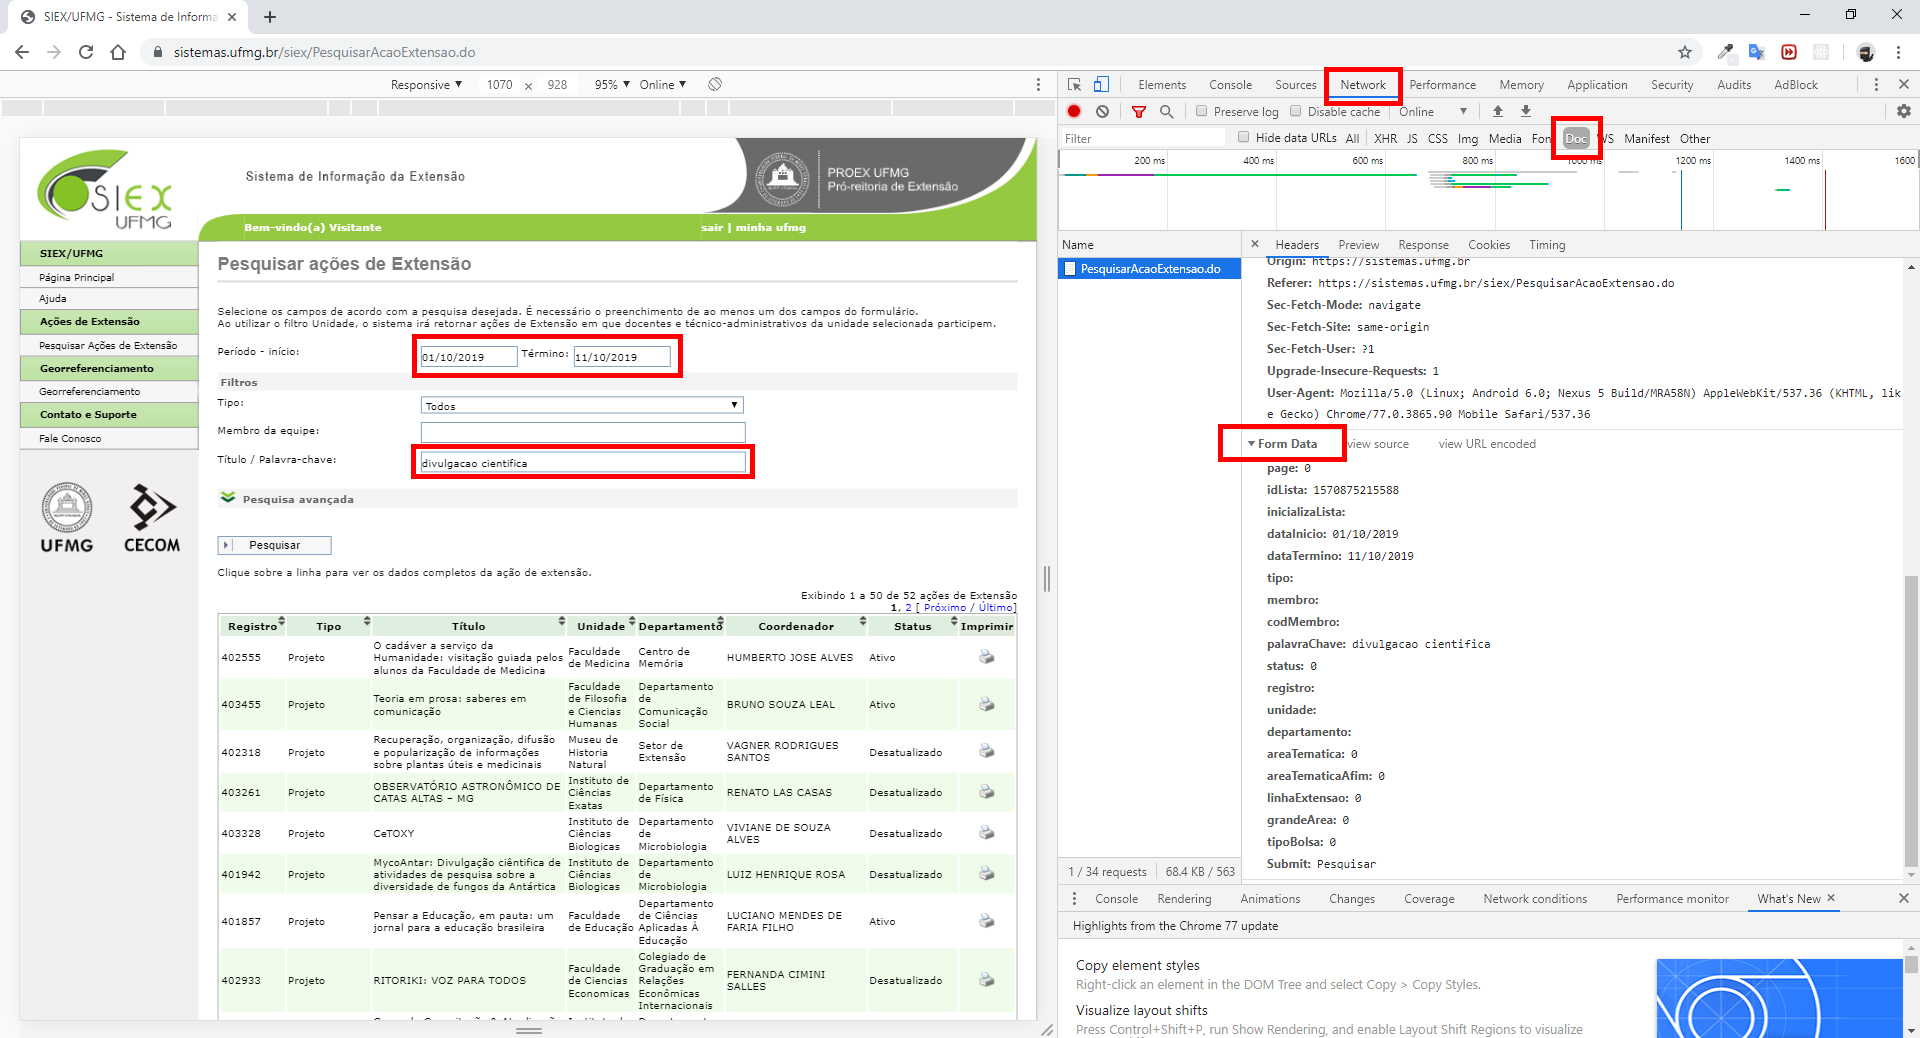 SIEX/UFMG - Sistema de Informa
sistemas.ufmg.br/siex/PesquisarAcaoExtensao.do
Responsive ▼ 1070 x 928 95% ▼ Online ▼
SIEX
UFMG
Sistema de Informação da Extensão
PROEX UFMG
Pró-reitoria de Extensão
Bem-vindo(a) Visitante
sair | minha ufmg
SIEX/UFMG
Página Principal
Ajuda
Ações de Extensão
Pesquisar Ações de Extensão
Georreferenciamento
Georreferenciamento
Contato e Suporte
Fale Conosco
UFMG
CECOM
Pesquisar ações de Extensão
Selecione os campos de acordo com a pesquisa desejada. É necessário o preenchimento de ao menos um dos campos do formulário.
Ao utilizar o filtro Unidade, o sistema irá retornar ações de Extensão em que docentes e técnico-administrativos da unidade selecionada participem.
Período - início: 01/10/2019 Término: 11/10/2019
Filtros
Tipo: Todos
Membro da equipe:
Título / Palavra-chave: divulgacao cientifica
Pesquisa avançada
Pesquisar
Clique sobre a linha para ver os dados completos da ação de extensão.
Exibindo 1 a 50 de 52 ações de Extensão
1, 2 [ Próximo / Último]
Registro Tipo Título Unidade Departamento Coordenador Status Imprimir
402555 Projeto O cadáver a serviço da Humanidade: visitação guiada pelos alunos da Faculdade de Medicina Faculdade de Medicina Centro de Memória HUMBERTO JOSE ALVES Ativo
403455 Projeto Teoria em prosa: saberes em comunicação Faculdade de Filosofia e Ciencias Humanas Departamento de Comunicação Social BRUNO SOUZA LEAL Ativo
402318 Projeto Recuperação, organização, difusão e popularização de informações sobre plantas úteis e medicinais Museu de Historia Natural Setor de Extensão VAGNER RODRIGUES SANTOS Desatualizado
403261 Projeto OBSERVATÓRIO ASTRONÔMICO DE CATAS ALTAS – MG Instituto de Ciências Exatas Departamento de Física RENATO LAS CASAS Desatualizado
403328 Projeto CeTOXY Instituto de Ciências Biologicas Departamento de Microbiologia VIVIANE DE SOUZA ALVES Desatualizado
401942 Projeto MycoAntar: Divulgação ciêntifica de atividades de pesquisa sobre a diversidade de fungos da Antártica Instituto de Ciências Biologicas Departamento de Microbiologia LUIZ HENRIQUE ROSA Desatualizado
401857 Projeto Pensar a Educação, em pauta: um jornal para a educação brasileira Faculdade de Educação Departamento de Ciências Aplicadas À Educação LUCIANO MENDES DE FARIA FILHO Ativo
402933 Projeto RITORIKI: VOZ PARA TODOS Faculdade de Ciencias Economicas Colegiado de Graduação em Relações Econômicas Internacionais FERNANDA CIMINI SALLES Desatualizado
Elements Console Sources Network Performance Memory Application Security Audits AdBlock
Preserve log Disable cache Online ▼
Filter Hide data URLs All XHR JS CSS Img Media Fon Doc WS Manifest Other
200 ms 400 ms 600 ms 800 ms 1000 ms 1200 ms 1400 ms 1600
Name
PesquisarAcaoExtensao.do
Headers Preview Response Cookies Timing
Origin: https://sistemas.ufmg.br
Referer: https://sistemas.ufmg.br/siex/PesquisarAcaoExtensao.do
Sec-Fetch-Mode: navigate
Sec-Fetch-Site: same-origin
Sec-Fetch-User: ?1
Upgrade-Insecure-Requests: 1
User-Agent: Mozilla/5.0 (Linux; Android 6.0; Nexus 5 Build/MRA58N) AppleWebKit/537.36 (KHTML, lik
e Gecko) Chrome/77.0.3865.90 Mobile Safari/537.36
▼ Form Data view source view URL encoded
page: 0
idLista: 1570875215588
inicializaLista:
dataInicio: 01/10/2019
dataTermino: 11/10/2019
tipo:
membro:
codMembro:
palavraChave: divulgacao cientifica
status: 0
registro:
unidade:
departamento:
areaTematica: 0
areaTematicaAfim: 0
linhaExtensao: 0
grandeArea: 0
tipoBolsa: 0
Submit: Pesquisar
1 / 34 requests 68.4 KB / 563
Console Rendering Animations Changes Coverage Network conditions Performance monitor What's New
Highlights from the Chrome 77 update
Copy element styles
Right-click an element in the DOM Tree and select Copy > Copy Styles.
Visualize layout shifts
Press Control+Shift+P, run Show Rendering, and enable Layout Shift Regions to visualize